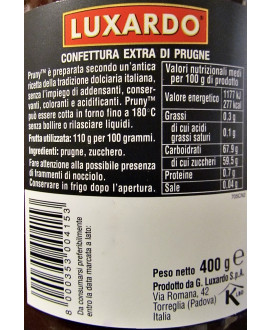 LUXARDO®
CONFETTURA EXTRA DI PRUGNE
Pruny™ è preparata secondo un'antica
ricetta della tradizione dolciaria italiana,
senza l'impiego di addensanti, conser-
vanti, coloranti e acidificanti. Pruny™
può essere cotta in forno fino a 180°C
senza bollire o rilasciare liquidi.
Frutta utilizzata: 110 g per 100 grammi.
Ingredienti: prugne, zucchero.
Fare attenzione alla possibile presenza
di frammenti di nocciolo.
Conservare in frigo dopo l'apertura.
Valori nutrizionali medi
per 100 g di prodotto
Valore energetico 1177 kJ
277 kcal
Grassi 0.3 g
di cui acidi
grassi saturi 0.1 g
Carboidrati 67.9 g
di cui zuccheri 59.5 g
Proteine 0.7 g
Sale 0.04 g
Da consumarsi preferibilmente
entro la data marcata a lato:
8 000353 004153
Peso netto 400 g e
Prodotto da G. Luxardo S.p.A.
Via Romana, 42
Torreglia (Padova)
Italia
K